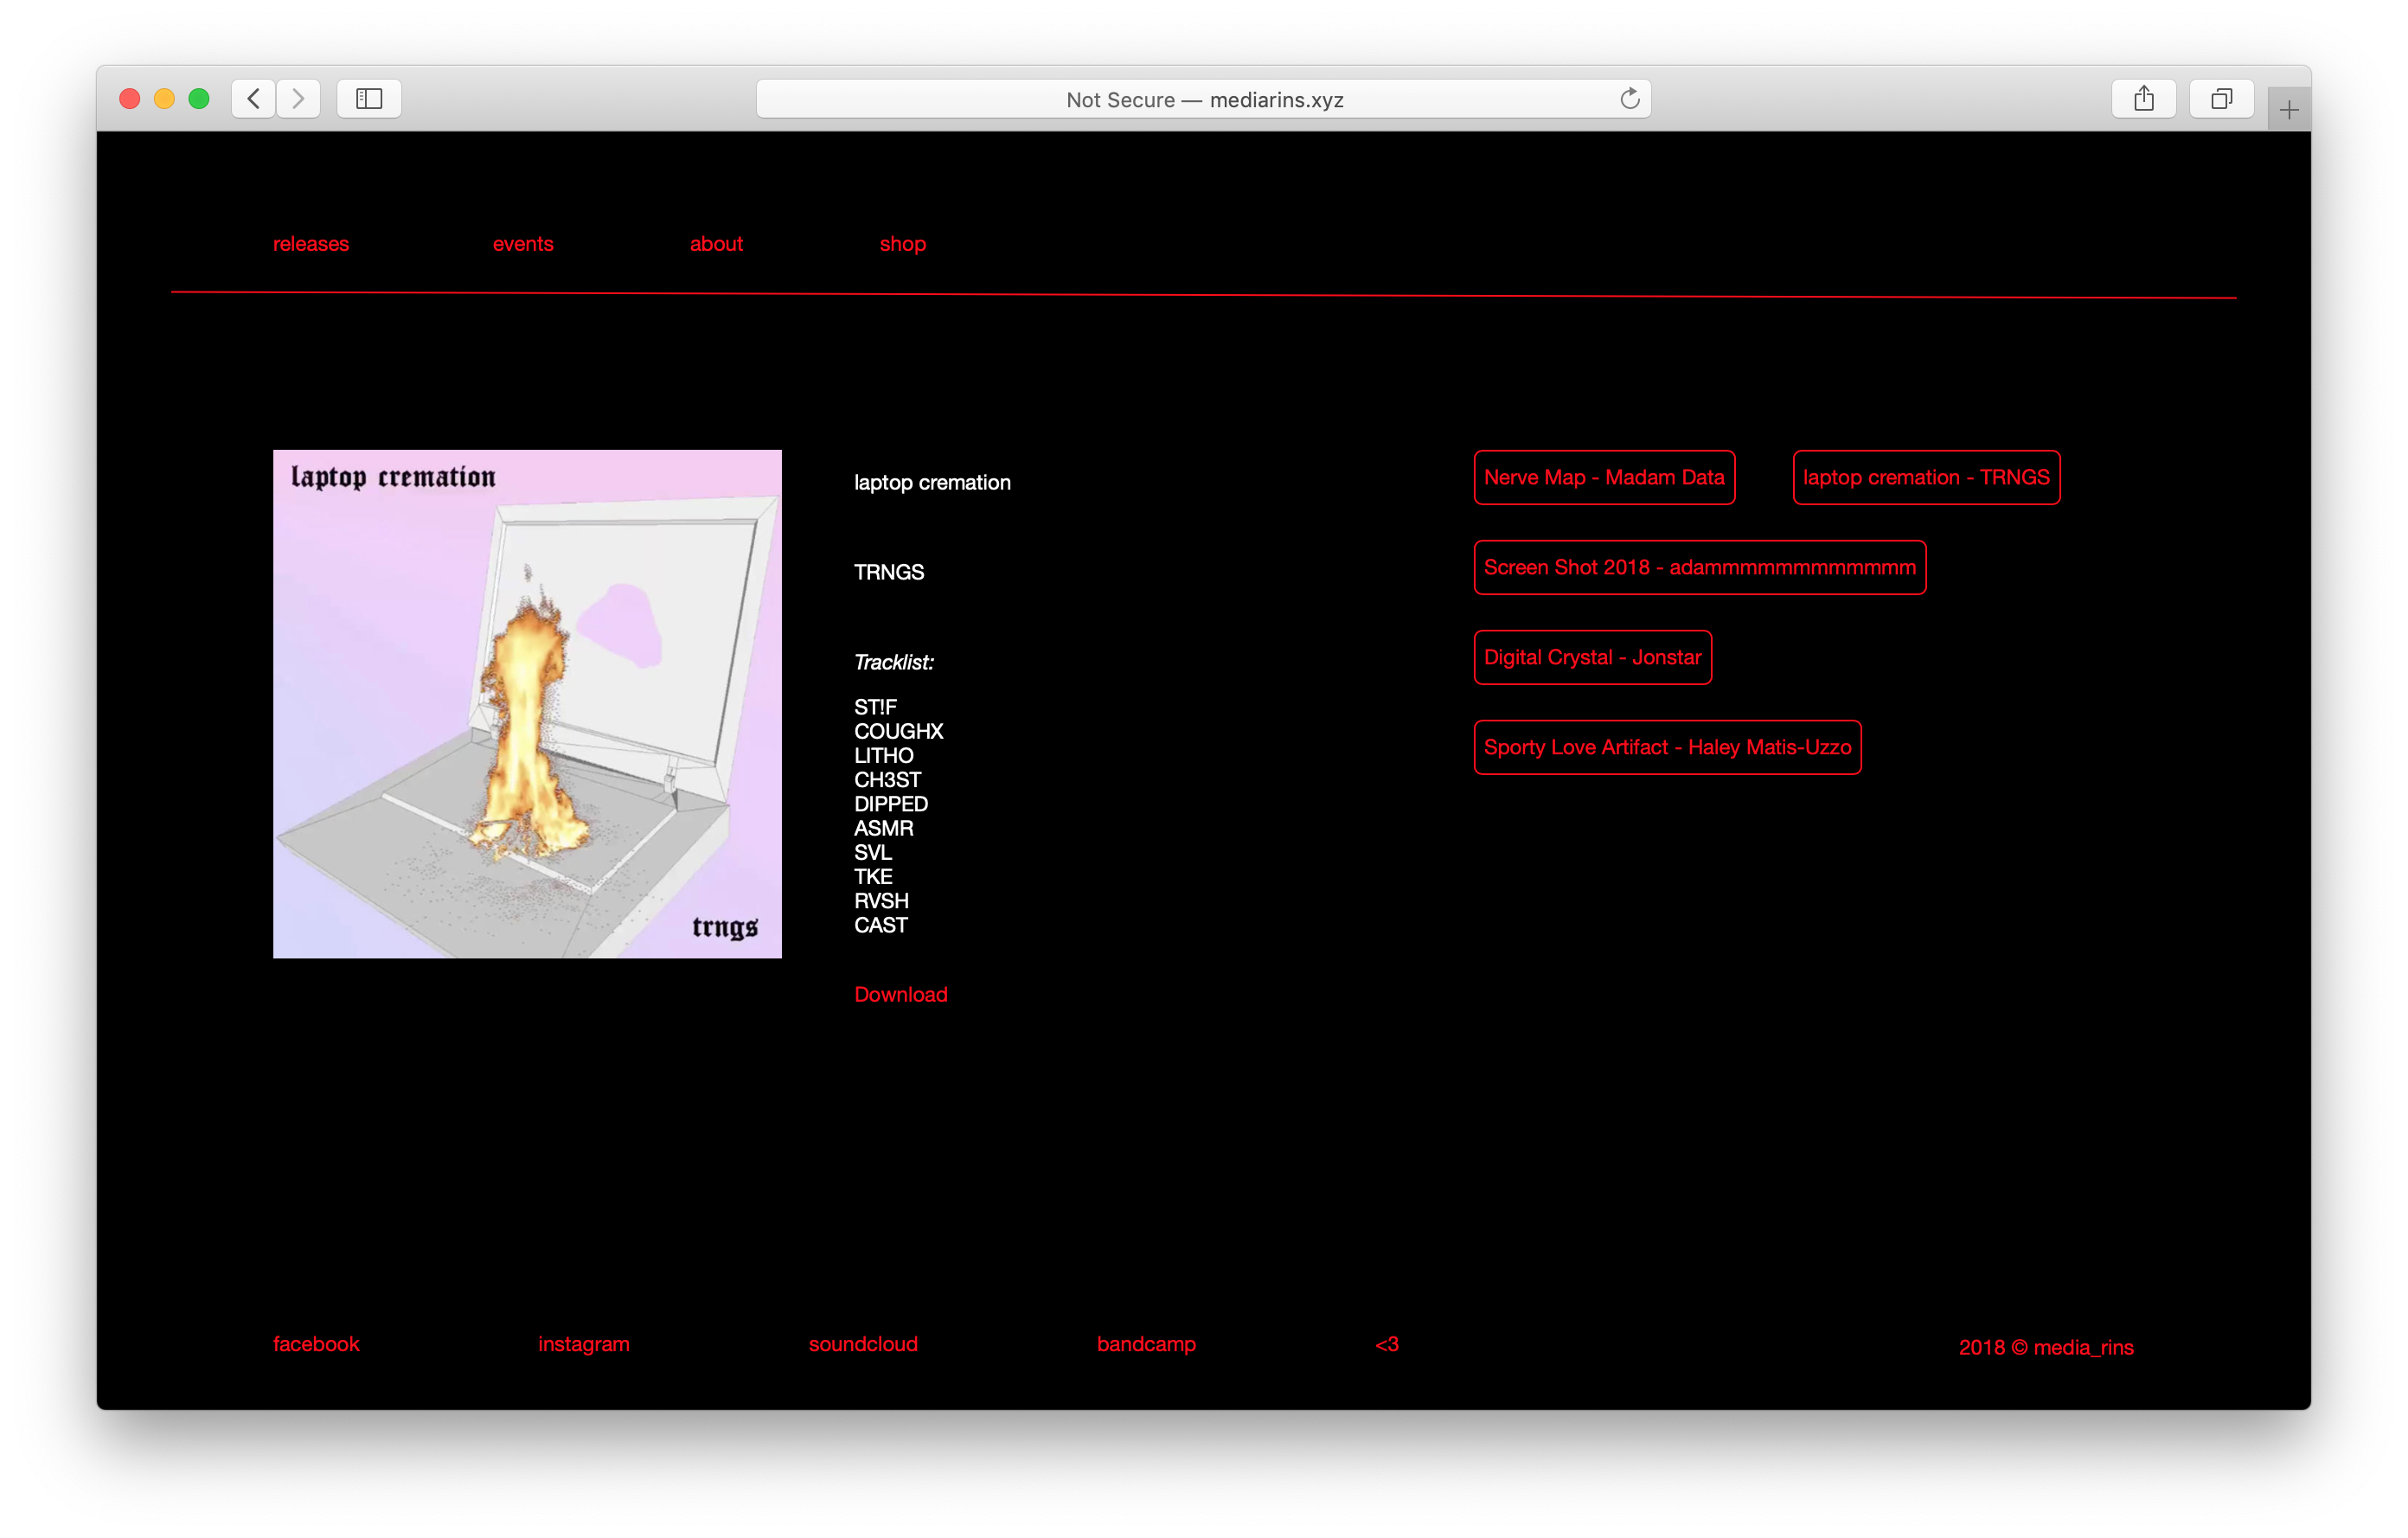 Not Secure — mediarins.xyz
releases events about shop
laptop cremation
trngs
laptop cremation
TRNGS
Tracklist:
ST!F
COUGHX
LITHO
CH3ST
DIPPED
ASMR
SVL
TKE
RVSH
CAST
Download
Nerve Map - Madam Data
laptop cremation - TRNGS
Screen Shot 2018 - adammmmmmmmmmmmm
Digital Crystal - Jonstar
Sporty Love Artifact - Haley Matis-Uzzo
facebook instagram soundcloud bandcamp <3 2018 © media_rins